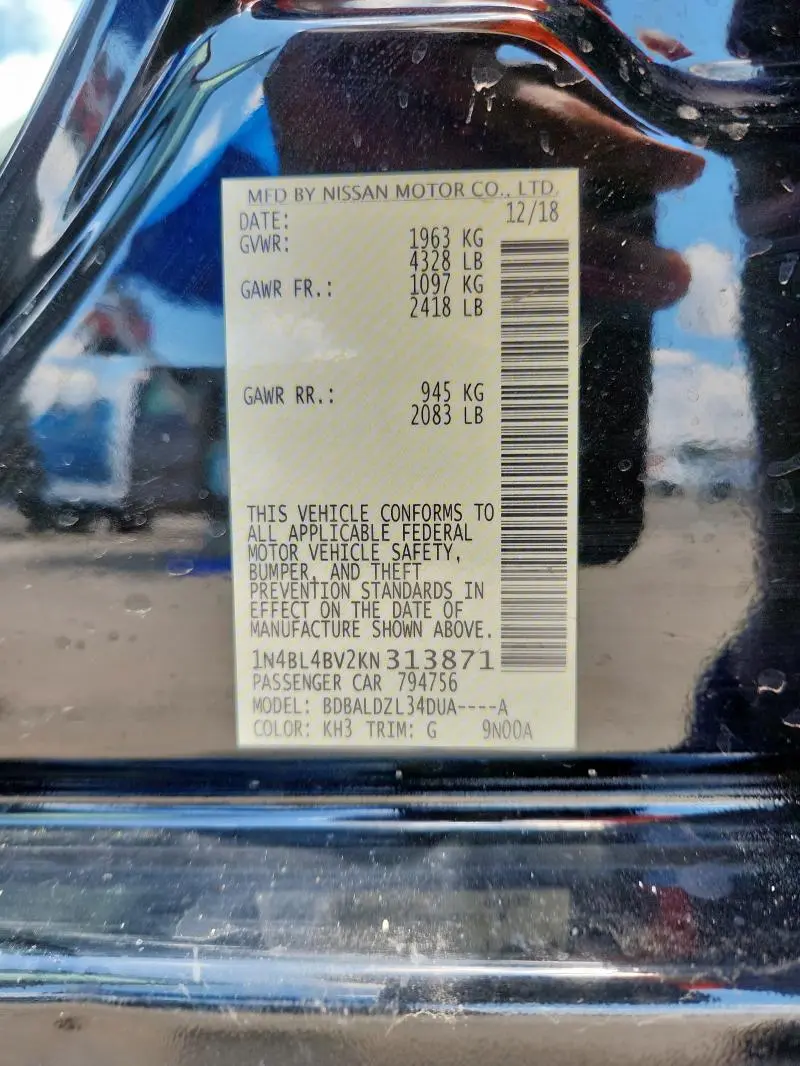 MFD BY NISSAN MOTOR CO., LTD.
DATE: 12/18
GVWR: 1963 KG
4328 LB
GAWR FR.: 1097 KG
2418 LB
GAWR RR.: 945 KG
2083 LB
THIS VEHICLE CONFORMS TO
ALL APPLICABLE FEDERAL
MOTOR VEHICLE SAFETY,
BUMPER, AND THEFT
PREVENTION STANDARDS IN
EFFECT ON THE DATE OF
MANUFACTURE SHOWN ABOVE.
1N4BL4BV2KN313871
PASSENGER CAR 794756
MODEL: BDBALDZL34DUA----A
COLOR: KH3 TRIM: G 9N00A